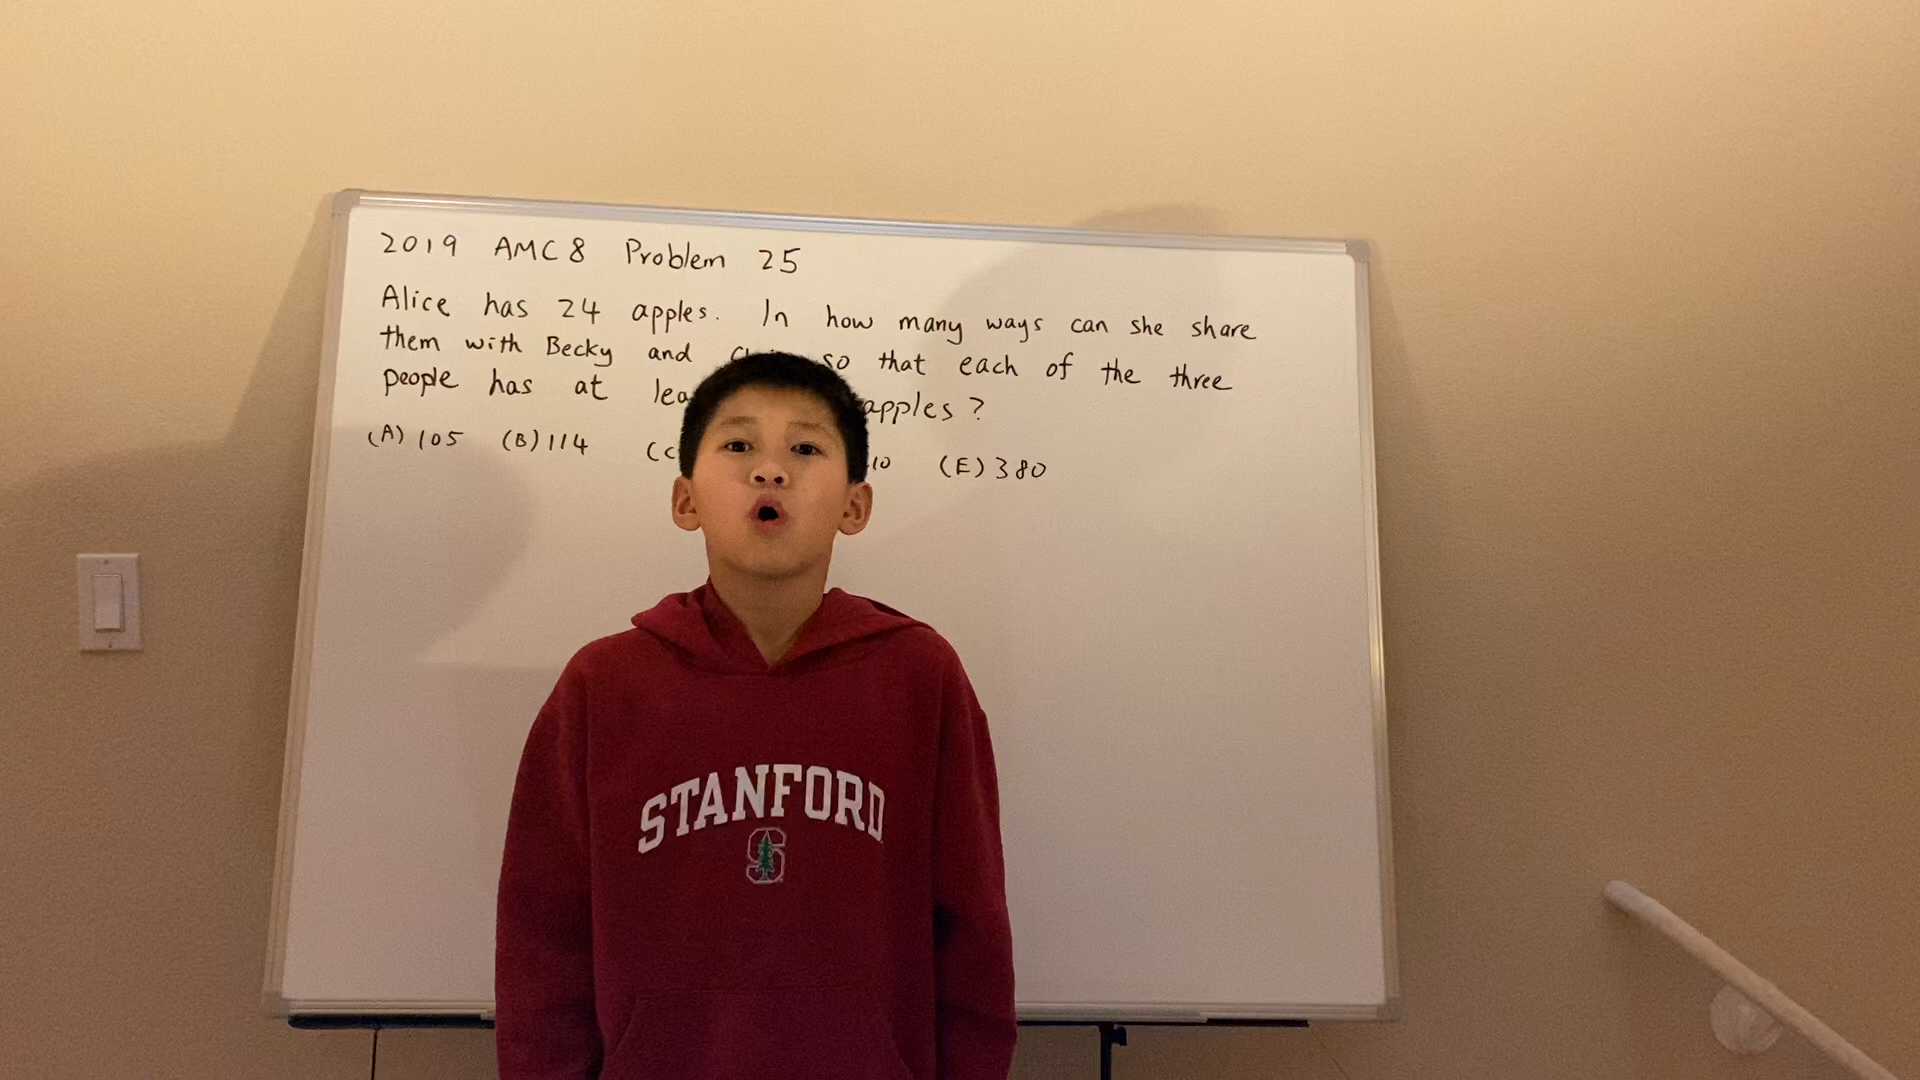 2019 AMC 8 Problem 25
Alice has 24 apples. In how many ways can she share
them with Becky and so that each of the three
people has at apples?
(A) 105 (B) 114 (E) 380
STANFORD
S